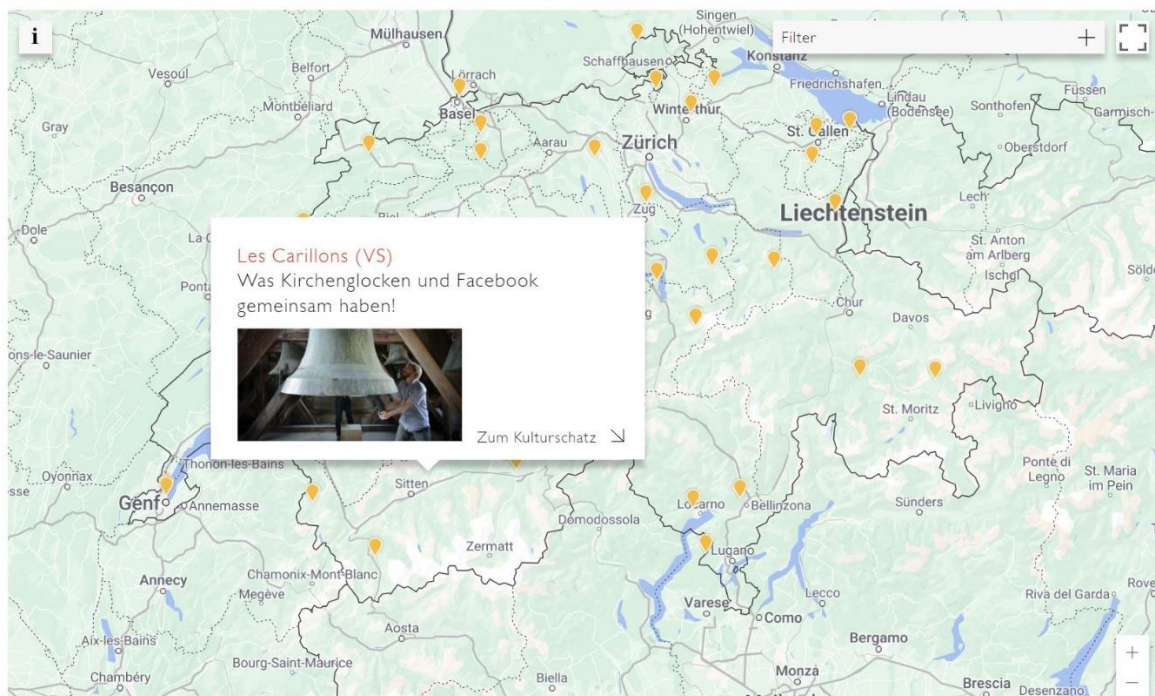 i
Filter +
Singen
(Hohentwiel)
Mülhausen
Schaffhausen
Konstanz
Vesoul
Belfort
Lörrach
Friedrichshafen
Lindau
(Bodensee)
Sonthofen
Füssen
Garmisch-
Montbéliard
Basel
Winterthur
Gray
Aarau
Zürich
St. Gallen
Oberstdorf
Besançon
Zug
Lech
Dole
Liechtenstein
St. Anton
am Arlberg
Ischgl
Les Carillons (VS)
Was Kirchenglocken und Facebook
gemeinsam haben!
Zum Kulturschatz
Chur
Davos
ons-le-Saunier
St. Moritz
Livigno
Oyonnax
Thonon-les-Bains
Sitten
Ponte di
Legno
St. Maria
im Pein
esse
Genf
Annemasse
Locarno
Bellinzona
Sünders
Domodossola
Zermatt
Lugano
Annecy
Chamonix-Mont-Blanc
Megève
Varese
Como
Lecco
Riva del Garda
Rove
Aosta
Aix-les-Bains
Bergamo
Bourg-Saint-Maurice
Biella
Monza
Chambéry
Brescia
Desenzano
+
−